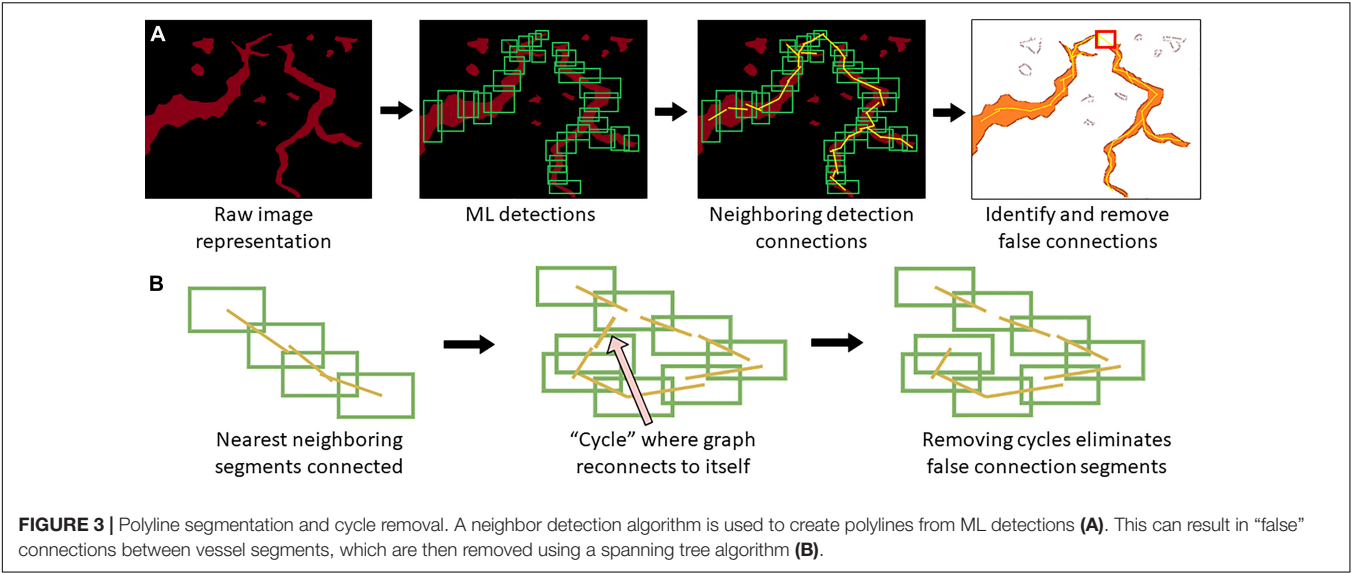 A
Raw image
representation
ML detections
Neighboring detection
connections
Identify and remove
false connections
B
Nearest neighboring
segments connected
“Cycle” where graph
reconnects to itself
Removing cycles eliminates
false connection segments
FIGURE 3 | Polyline segmentation and cycle removal. A neighbor detection algorithm is used to create polylines from ML detections (A). This can result in “false”
connections between vessel segments, which are then removed using a spanning tree algorithm (B).